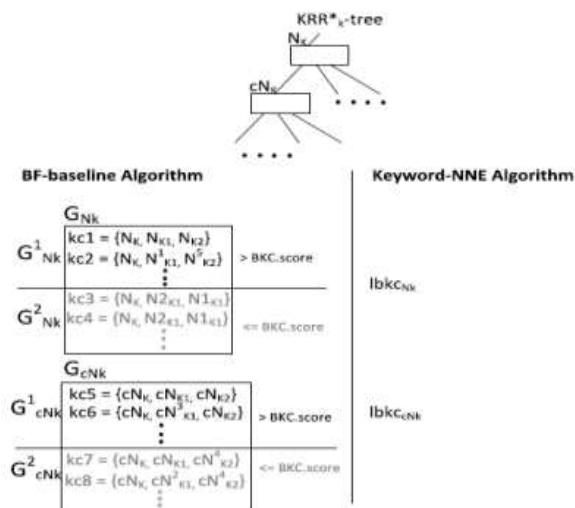 KRR*k-tree
NK
cNK
BF-baseline Algorithm
Keyword-NNE Algorithm
GNk
G1Nk
kc1 = {NK, NK1, NK2}
kc2 = {NK, N1K1, N5K2}
> BKC.score
G2Nk
kc3 = {NK, N2K1, N1K1}
kc4 = {NK, N2K1, N1K1}
<= BKC.score
lbkcNk
GcNk
G1cNk
kc5 = {cNK, cNK1, cNK2}
kc6 = {cNK, cN3K1, cNK2}
> BKC.score
G2cNk
kc7 = {cNK, cNK1, cN4K2}
kc8 = {cNK, cN2K1, cN4K2}
<= BKC.score
lbkccNk